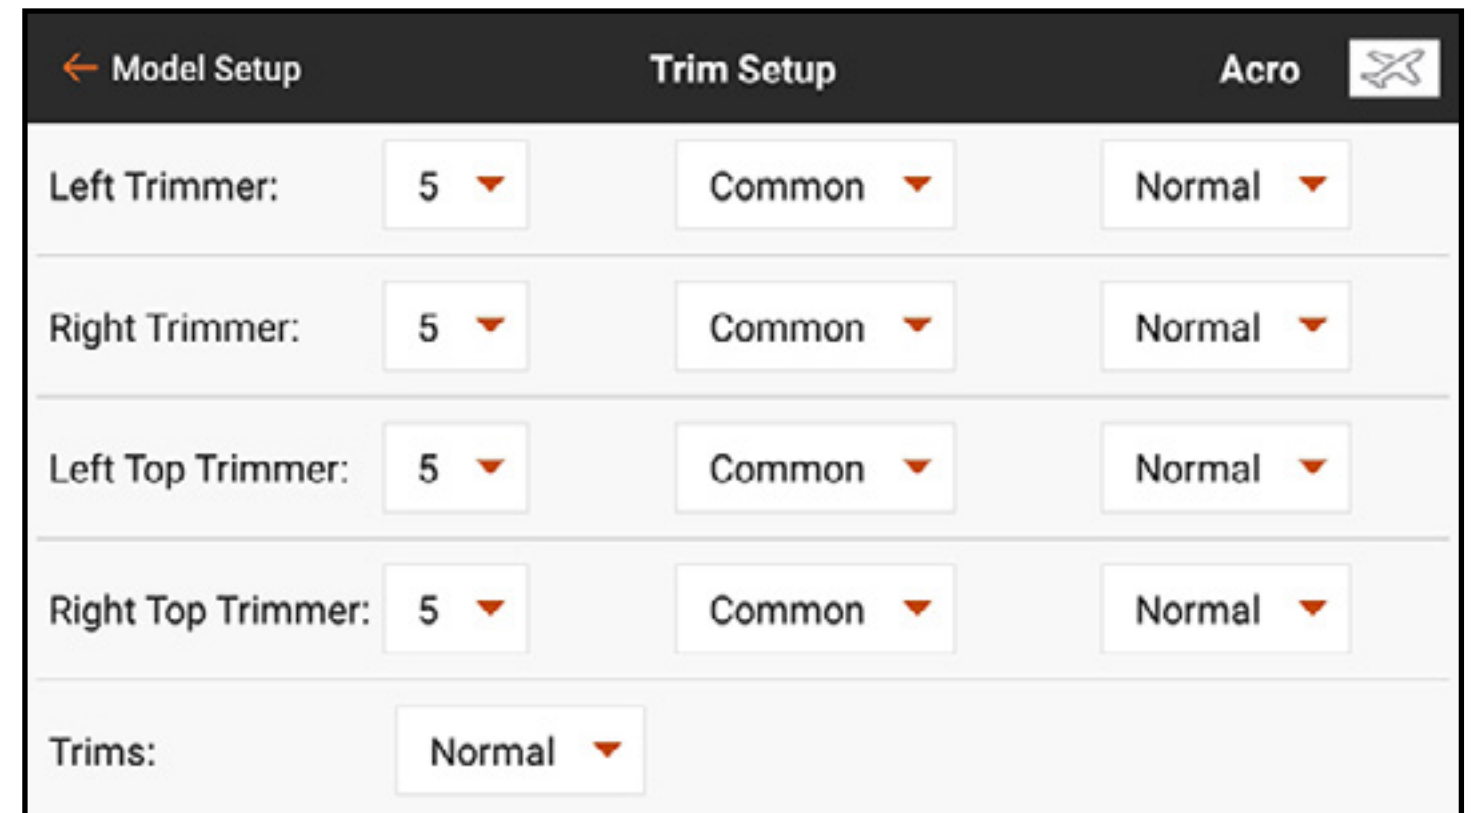 Model Setup Trim Setup Acro
Left Trimmer: 5 Common Normal
Right Trimmer: 5 Common Normal
Left Top Trimmer: 5 Common Normal
Right Top Trimmer: 5 Common Normal
Trims: Normal